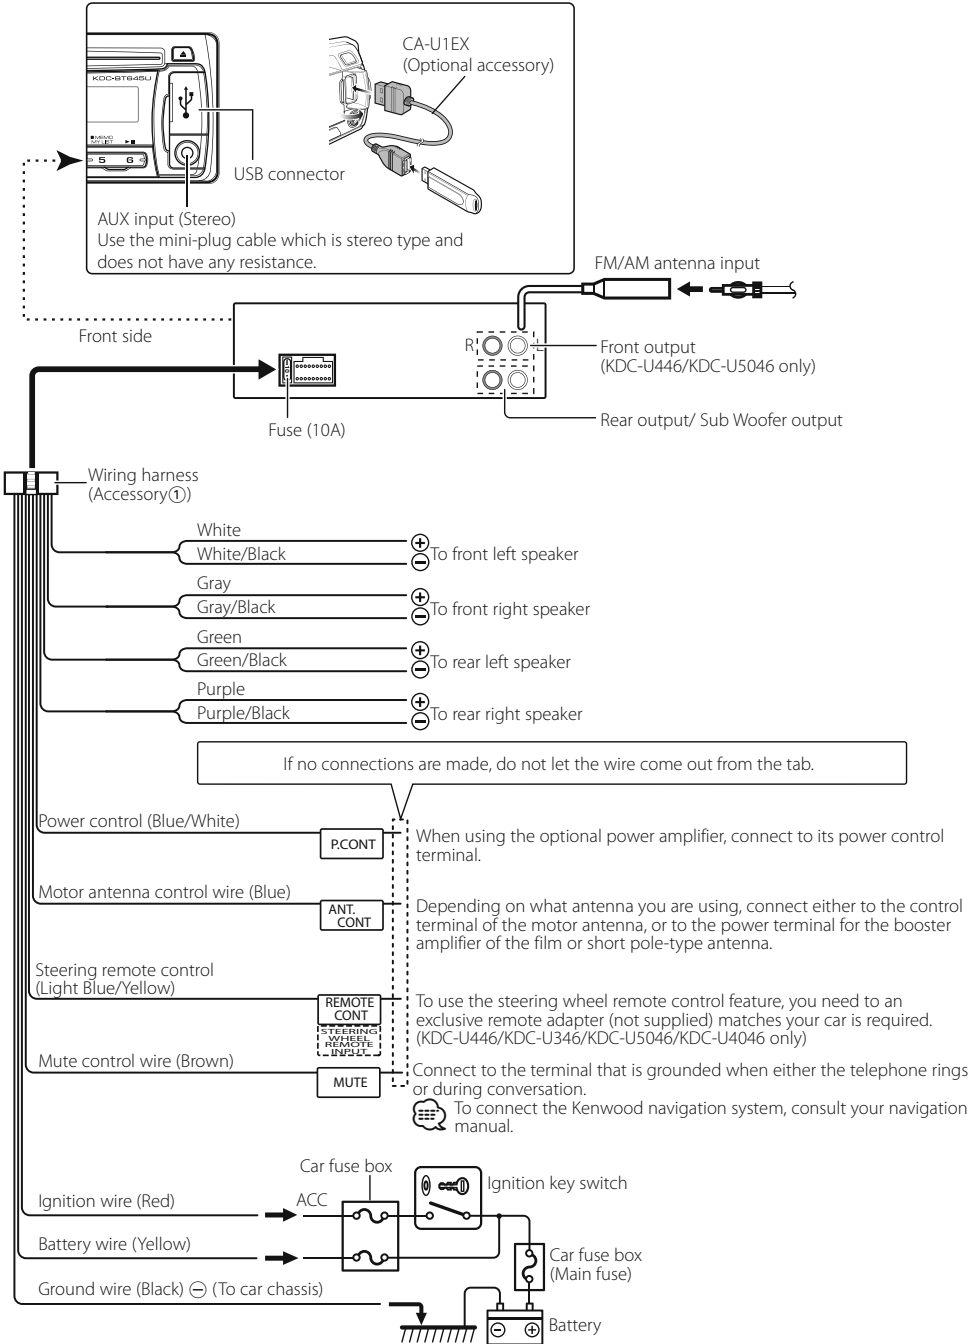 CA-U1EX
(Optional accessory)
KDC-BT645U
■MEMO
MY LIST ►■
5 6
USB connector
AUX input (Stereo)
Use the mini-plug cable which is stereo type and
does not have any resistance.
FM/AM antenna input
Front side
R L
Front output
(KDC-U446/KDC-U5046 only)
Fuse (10A)
Rear output/ Sub Woofer output
Wiring harness
(Accessory①)
White
White/Black
⊕
⊖
To front left speaker
Gray
Gray/Black
⊕
⊖
To front right speaker
Green
Green/Black
⊕
⊖
To rear left speaker
Purple
Purple/Black
⊕
⊖
To rear right speaker
If no connections are made, do not let the wire come out from the tab.
Power control (Blue/White)
P.CONT
When using the optional power amplifier, connect to its power control
terminal.
Motor antenna control wire (Blue)
ANT.
CONT
Depending on what antenna you are using, connect either to the control
terminal of the motor antenna, or to the power terminal for the booster
amplifier of the film or short pole-type antenna.
Steering remote control
(Light Blue/Yellow)
REMOTE
CONT
STEERING
WHEEL
REMOTE
INPUT
To use the steering wheel remote control feature, you need to an
exclusive remote adapter (not supplied) matches your car is required.
(KDC-U446/KDC-U346/KDC-U5046/KDC-U4046 only)
Mute control wire (Brown)
MUTE
Connect to the terminal that is grounded when either the telephone rings
or during conversation.
To connect the Kenwood navigation system, consult your navigation
manual.
Car fuse box
Ignition key switch
Ignition wire (Red)
ACC
Battery wire (Yellow)
Car fuse box
(Main fuse)
Ground wire (Black) ⊖ (To car chassis)
⊖ ⊕
Battery